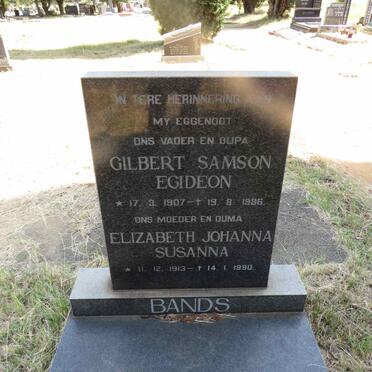 IN TERE HERINNERING AAN
MY EGGENOOT
ONS VADER EN OUPA
GILBERT SAMSON
EGIDEON
* 17. 3. 1907 - † 19. 8. 1986.
ONS MOEDER EN OUMA
ELIZABETH JOHANNA
SUSANNA
* 11. 12. 1913 - † 14. 1. 1990.
BANDS